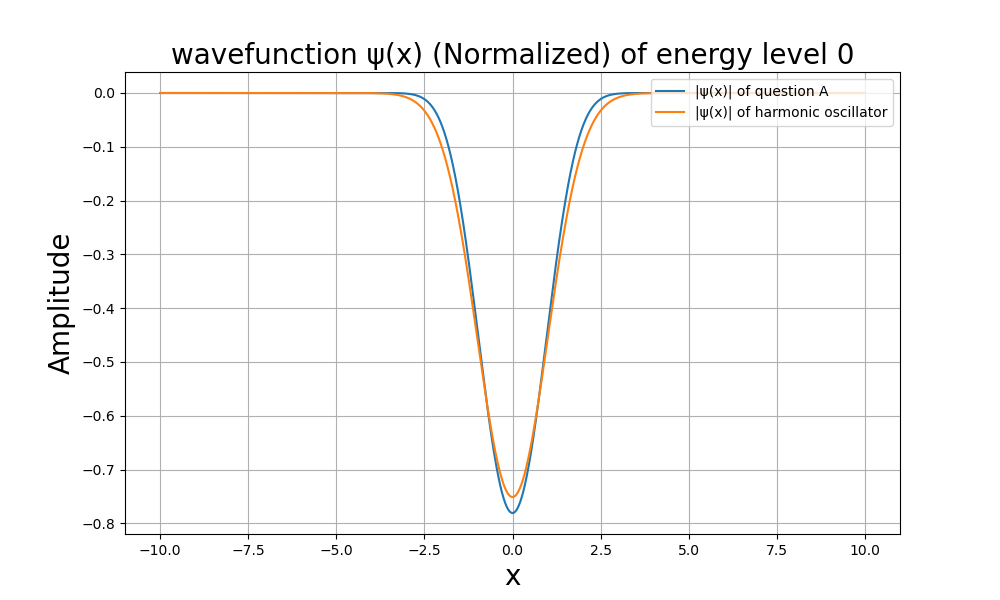 wavefunction ψ(x) (Normalized) of energy level 0
|ψ(x)| of question A
|ψ(x)| of harmonic oscillator
Amplitude
0.0
−0.1
−0.2
−0.3
−0.4
−0.5
−0.6
−0.7
−0.8
−10.0 −7.5 −5.0 −2.5 0.0 2.5 5.0 7.5 10.0
x